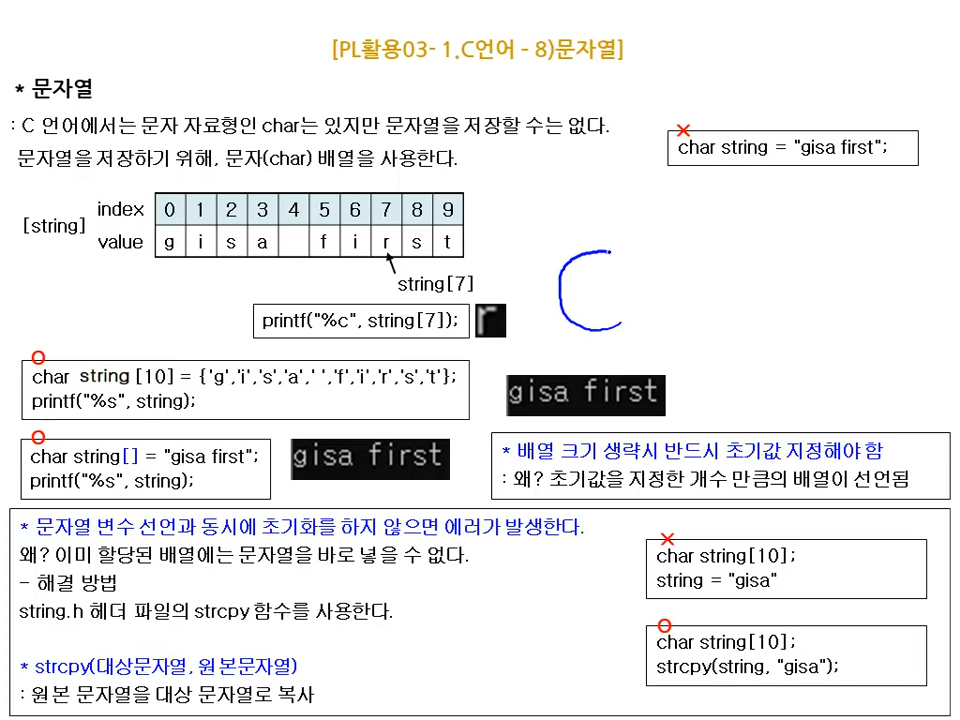 [PL활용03- 1.C언어 - 8)문자열]
* 문자열
: C 언어에서는 문자 자료형인 char는 있지만 문자열을 저장할 수는 없다.
문자열을 저장하기 위해, 문자(char) 배열을 사용한다.
×
char string = "gisa first";
index 0 1 2 3 4 5 6 7 8 9
[string]
value g i s a f i r s t
string[7]
printf("%c", string[7]);
r
C
O
char string [10] = {'g','i','s','a',' ','f','i','r','s','t'};
printf("%s", string);
gisa first
O
char string[] = "gisa first";
printf("%s", string);
gisa first
* 배열 크기 생략시 반드시 초기값 지정해야 함
: 왜? 초기값을 지정한 개수 만큼의 배열이 선언됨
* 문자열 변수 선언과 동시에 초기화를 하지 않으면 에러가 발생한다.
왜? 이미 할당된 배열에는 문자열을 바로 넣을 수 없다.
- 해결 방법
string.h 헤더 파일의 strcpy 함수를 사용한다.
* strcpy(대상문자열, 원본문자열)
: 원본 문자열을 대상 문자열로 복사
×
char string[10];
string = "gisa"
O
char string[10];
strcpy(string, "gisa");